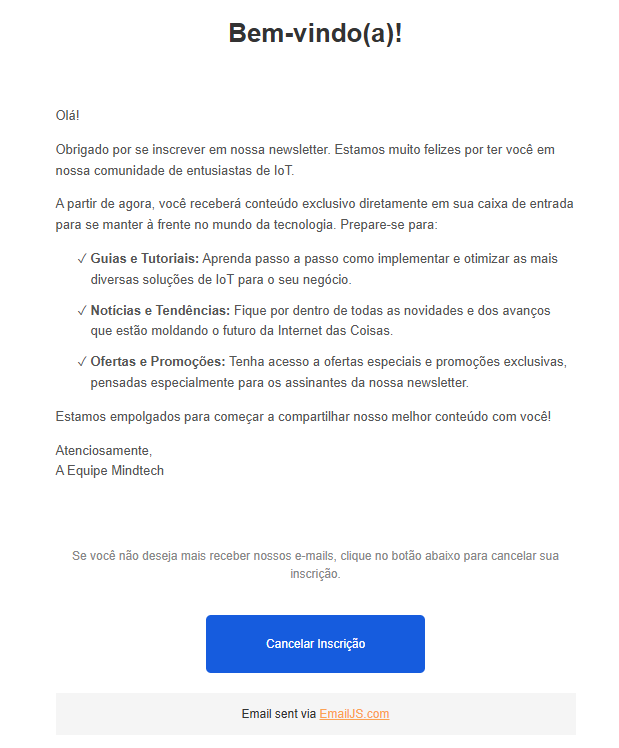 Bem-vindo(a)!
Olá!
Obrigado por se inscrever em nossa newsletter. Estamos muito felizes por ter você em
nossa comunidade de entusiastas de IoT.
A partir de agora, você receberá conteúdo exclusivo diretamente em sua caixa de entrada
para se manter à frente no mundo da tecnologia. Prepare-se para:
✓ Guias e Tutoriais: Aprenda passo a passo como implementar e otimizar as mais
diversas soluções de IoT para o seu negócio.
✓ Notícias e Tendências: Fique por dentro de todas as novidades e dos avanços
que estão moldando o futuro da Internet das Coisas.
✓ Ofertas e Promoções: Tenha acesso a ofertas especiais e promoções exclusivas,
pensadas especialmente para os assinantes da nossa newsletter.
Estamos empolgados para começar a compartilhar nosso melhor conteúdo com você!
Atenciosamente,
A Equipe Mindtech
Se você não deseja mais receber nossos e-mails, clique no botão abaixo para cancelar sua
inscrição.
Cancelar Inscrição
Email sent via EmailJS.com